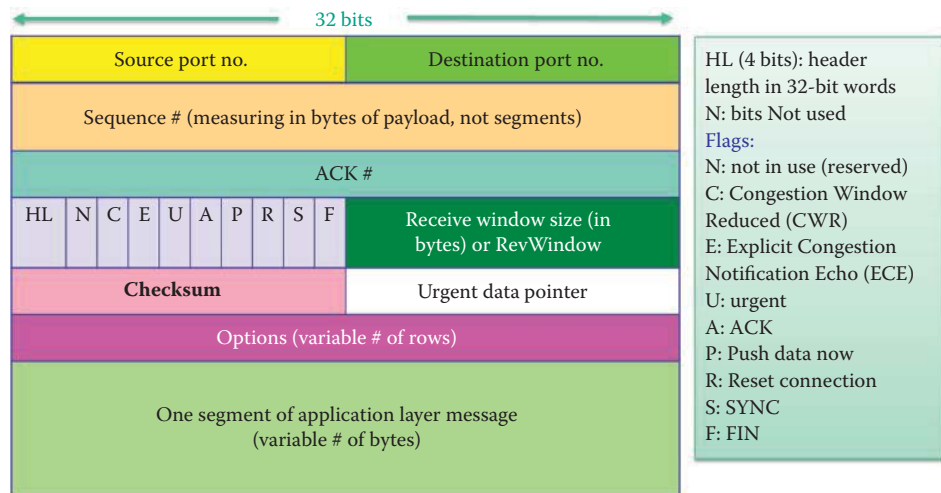 32 bits
Source port no.
Destination port no.
Sequence # (measuring in bytes of payload, not segments)
ACK #
HL N C E U A P R S F
Receive window size (in
bytes) or RevWindow
Checksum
Urgent data pointer
Options (variable # of rows)
One segment of application layer message
(variable # of bytes)
HL (4 bits): header
length in 32-bit words
N: bits Not used
Flags:
N: not in use (reserved)
C: Congestion Window
Reduced (CWR)
E: Explicit Congestion
Notification Echo (ECE)
U: urgent
A: ACK
P: Push data now
R: Reset connection
S: SYNC
F: FIN